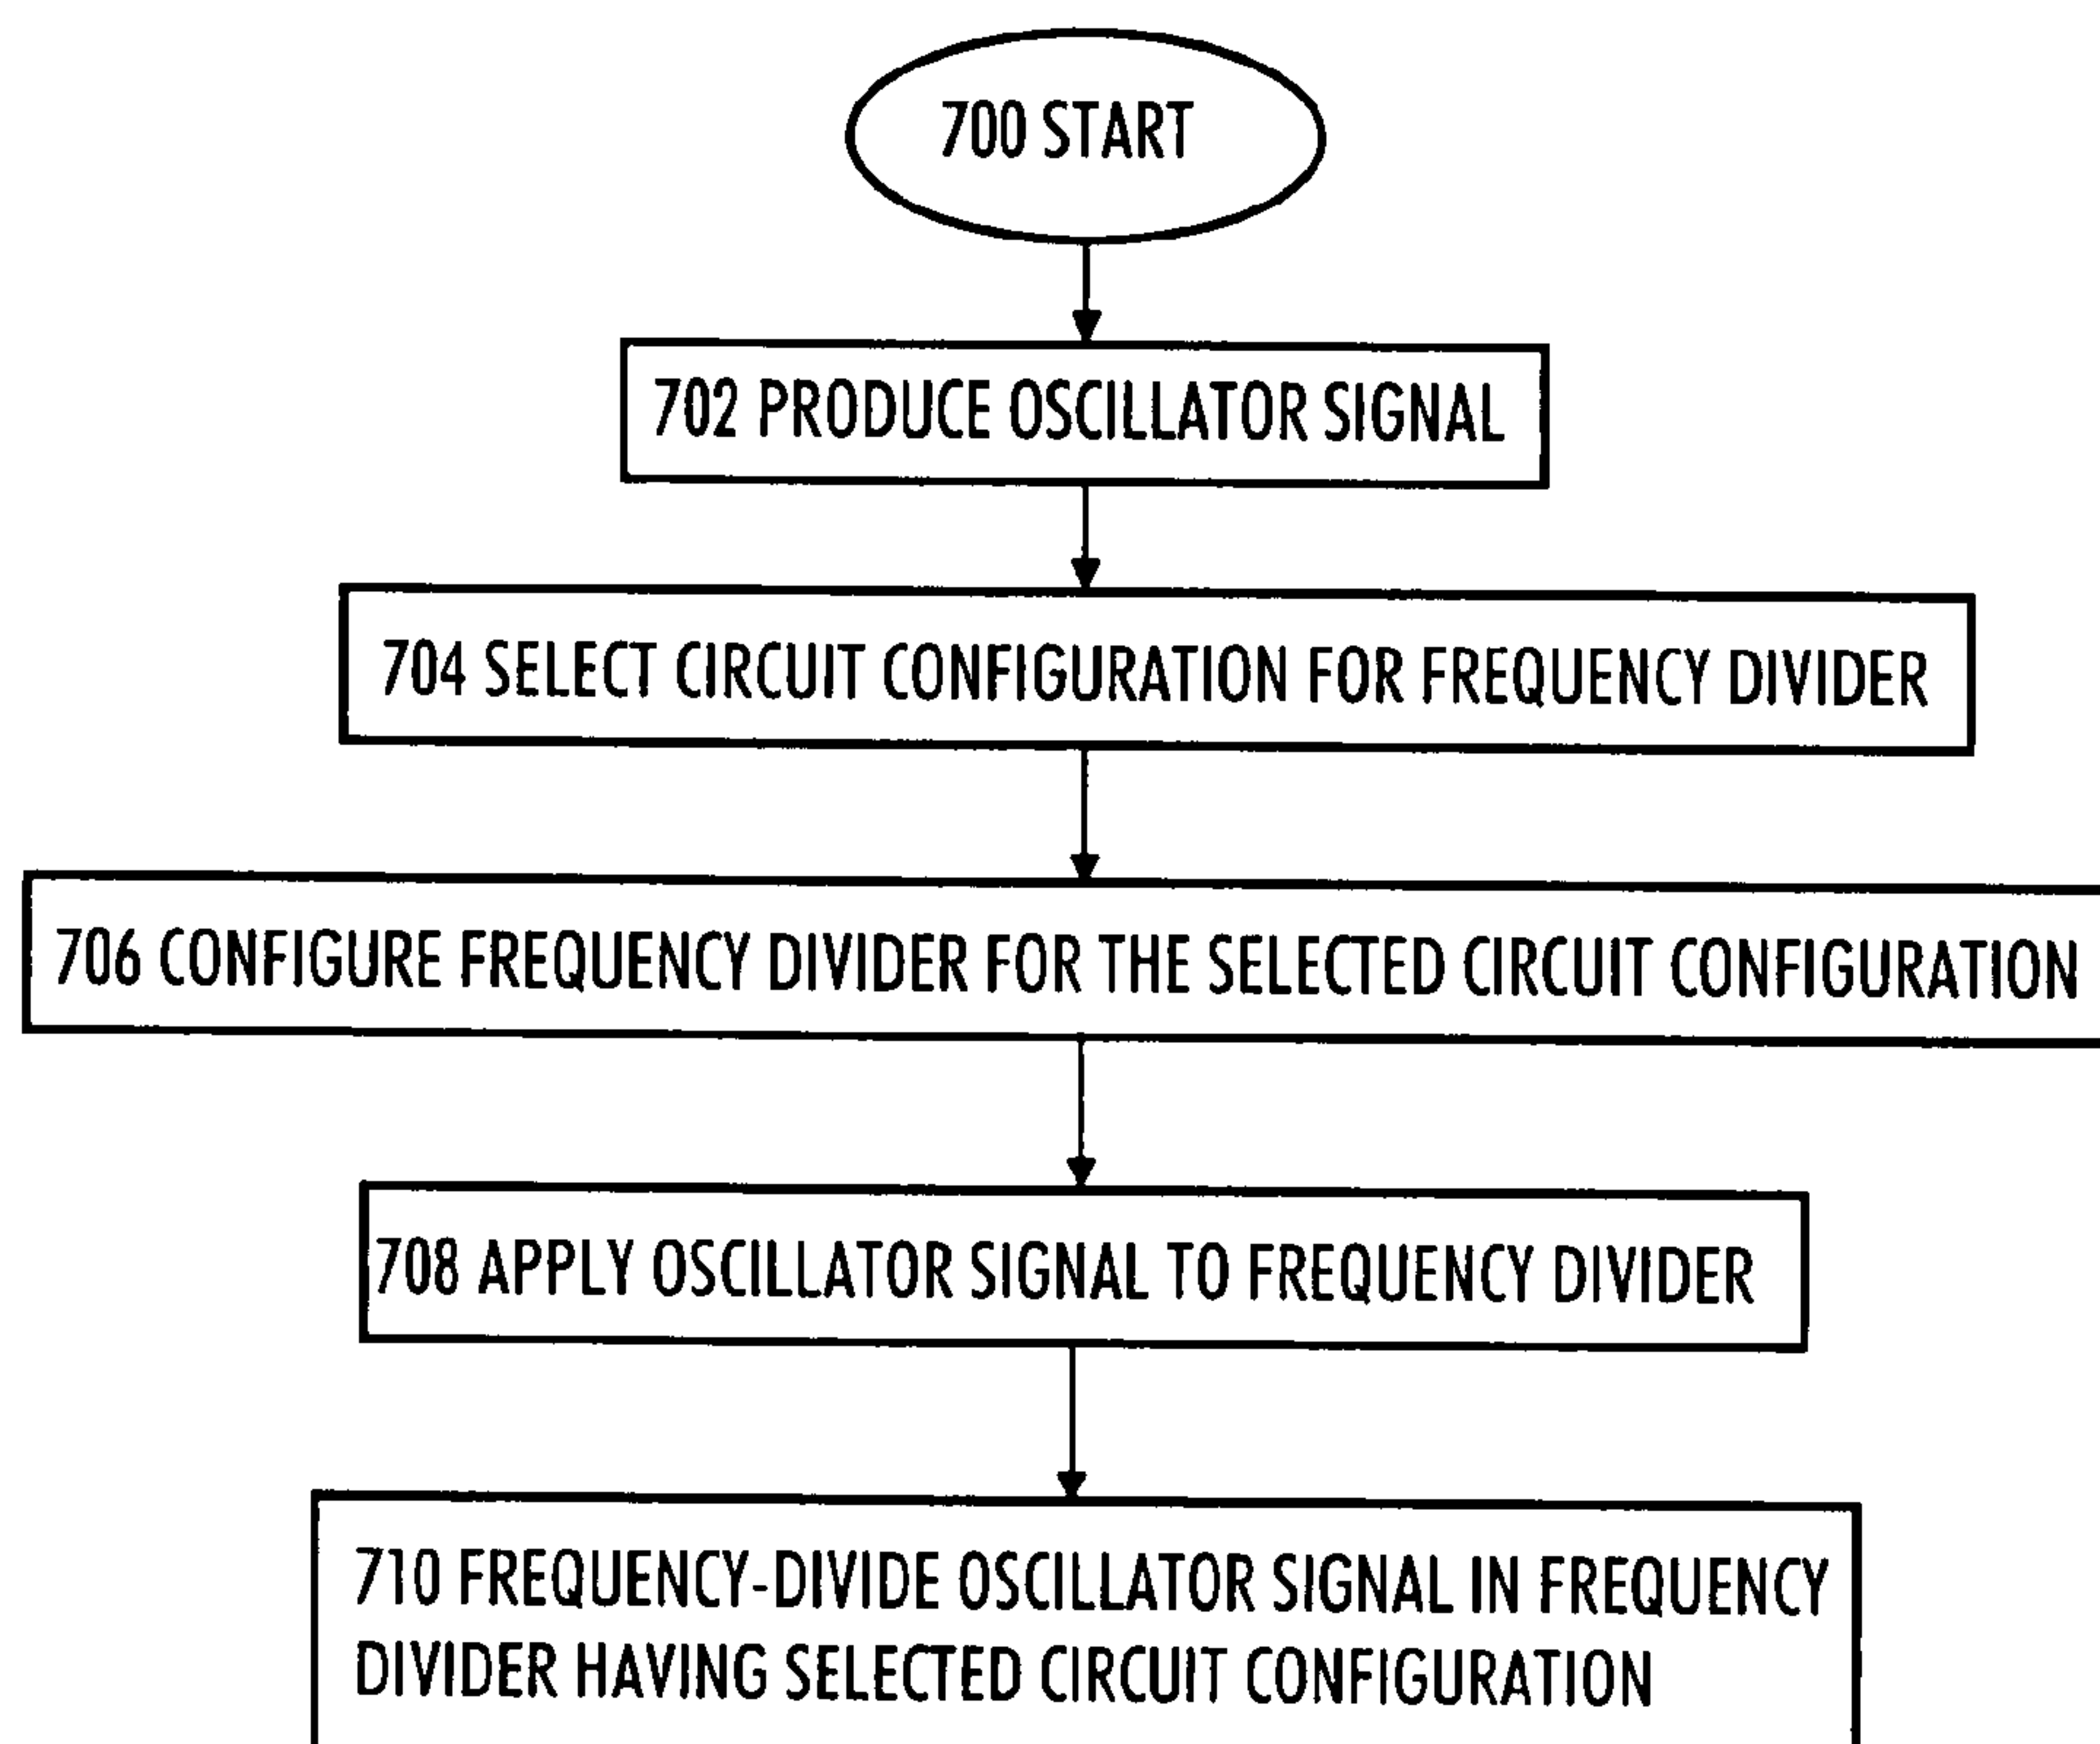 700 START
702 PRODUCE OSCILLATOR SIGNAL
704 SELECT CIRCUIT CONFIGURATION FOR FREQUENCY DIVIDER
706 CONFIGURE FREQUENCY DIVIDER FOR THE SELECTED CIRCUIT CONFIGURATION
708 APPLY OSCILLATOR SIGNAL TO FREQUENCY DIVIDER
710 FREQUENCY-DIVIDE OSCILLATOR SIGNAL IN FREQUENCY
DIVIDER HAVING SELECTED CIRCUIT CONFIGURATION